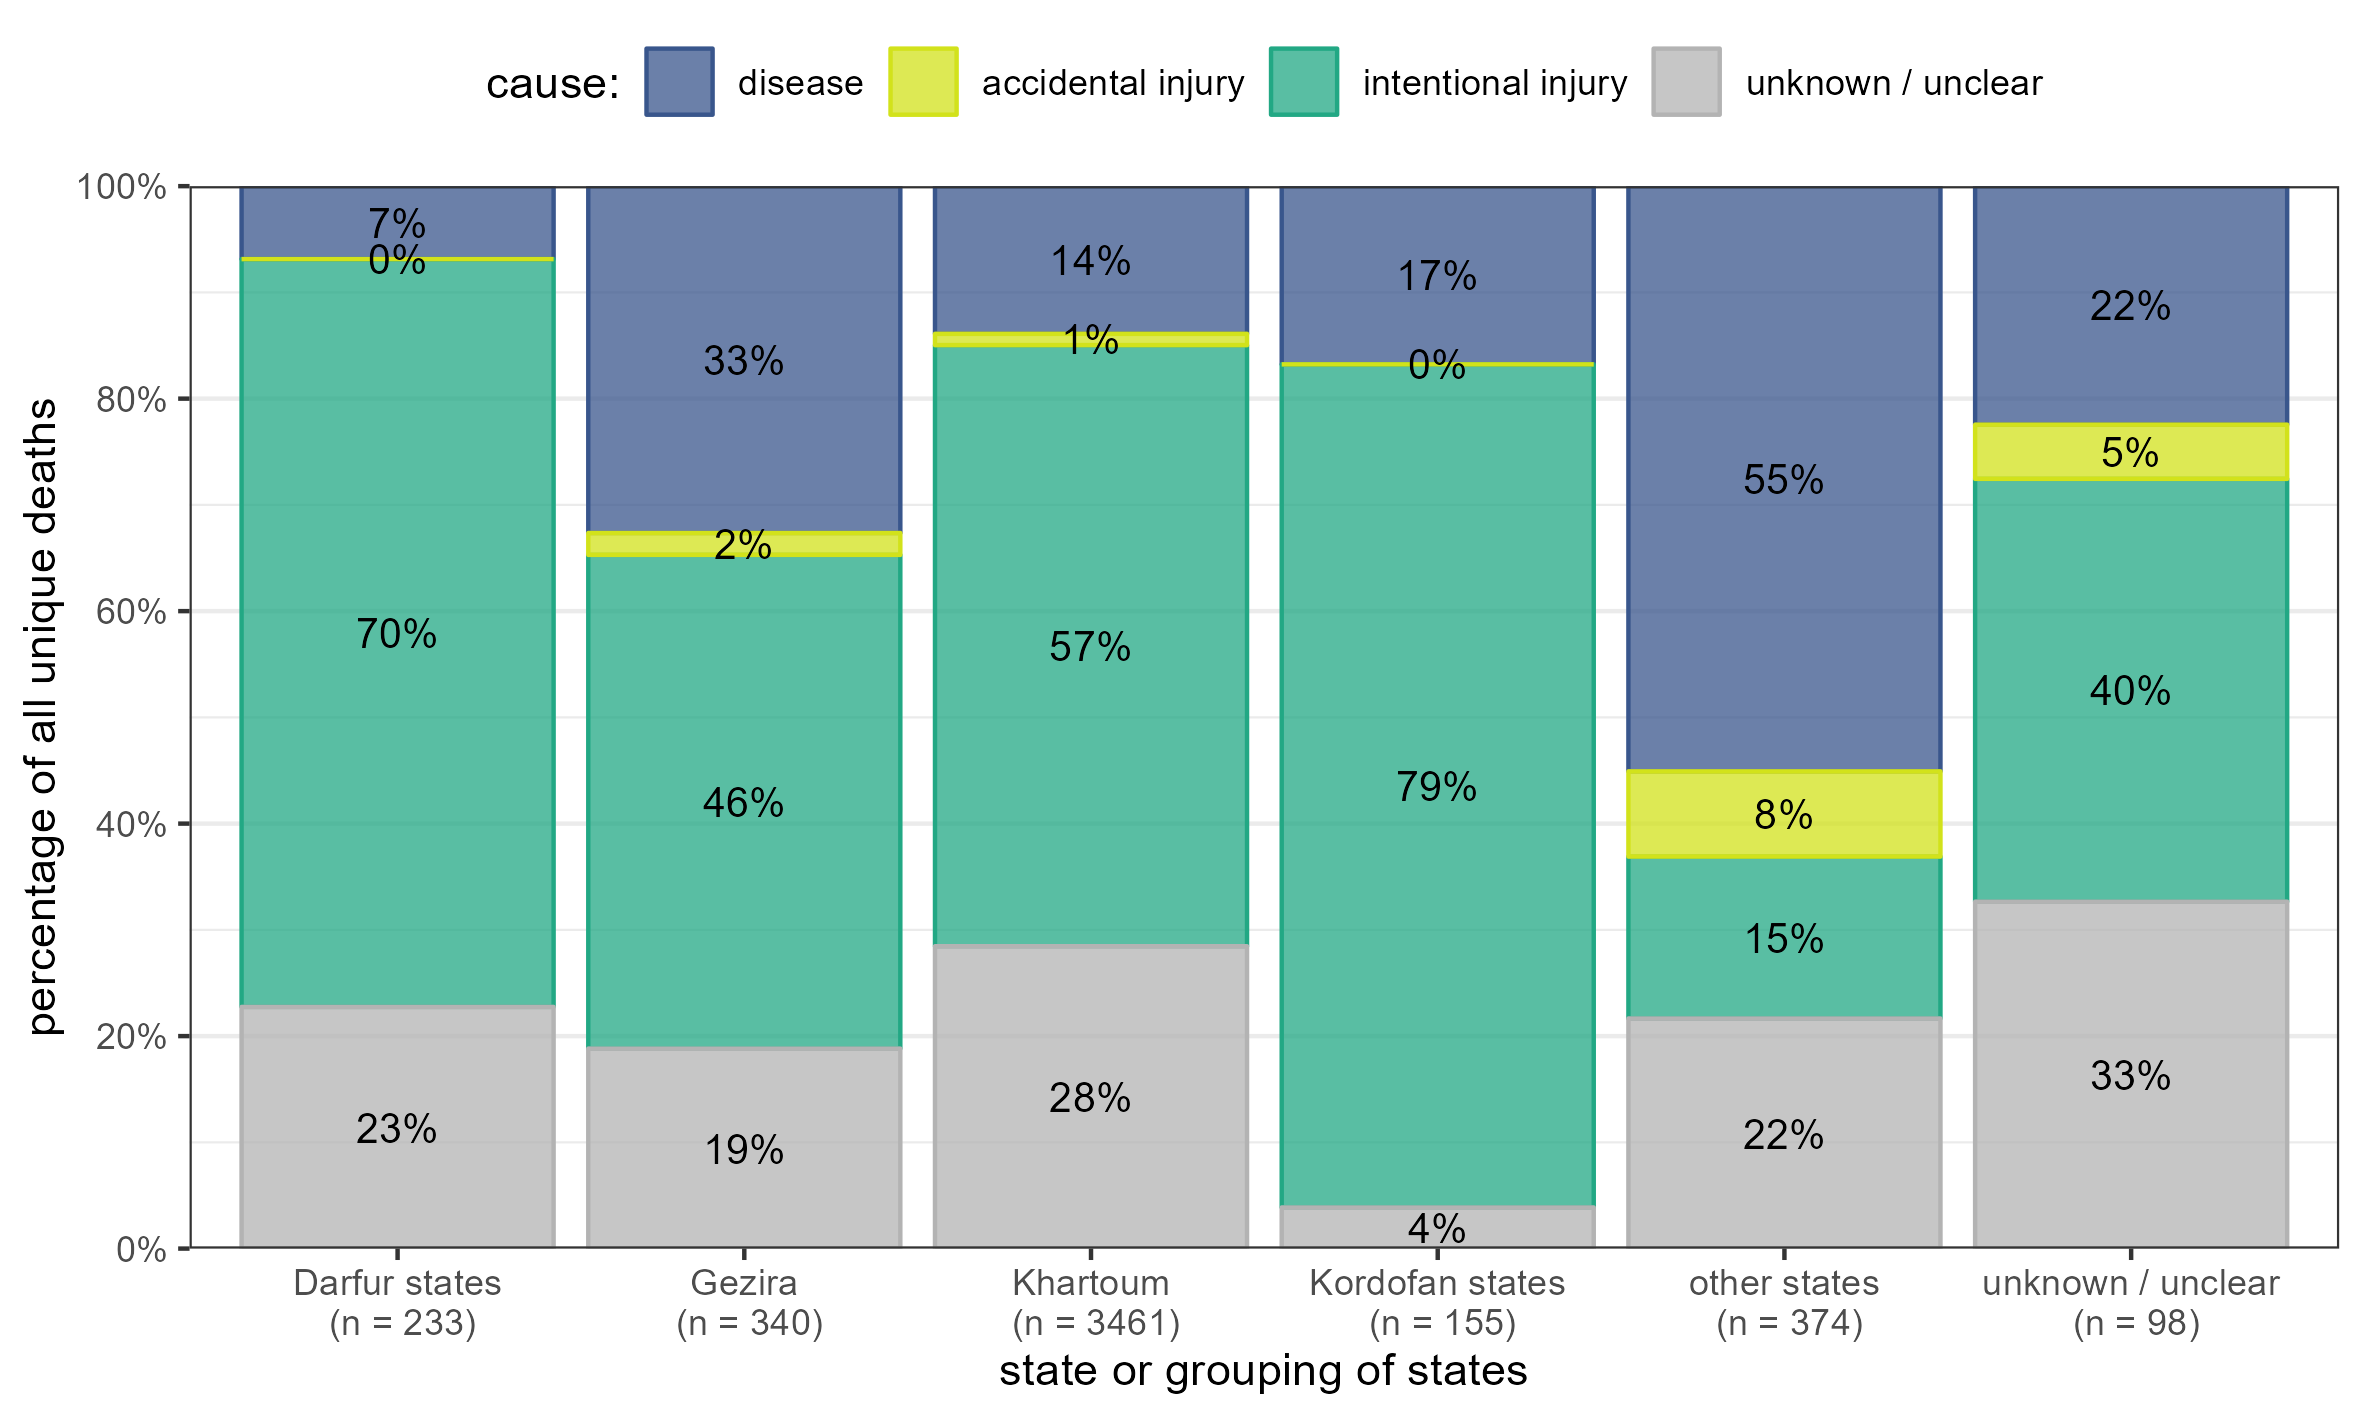 cause: disease accidental injury intentional injury unknown / unclear
percentage of all unique deaths
100%
80%
60%
40%
20%
0%
7%
0%
70%
23%
33%
2%
46%
19%
14%
1%
57%
28%
17%
0%
79%
4%
55%
8%
15%
22%
22%
5%
40%
33%
Darfur states
(n = 233)
Gezira
(n = 340)
Khartoum
(n = 3461)
Kordofan states
(n = 155)
other states
(n = 374)
unknown / unclear
(n = 98)
state or grouping of states